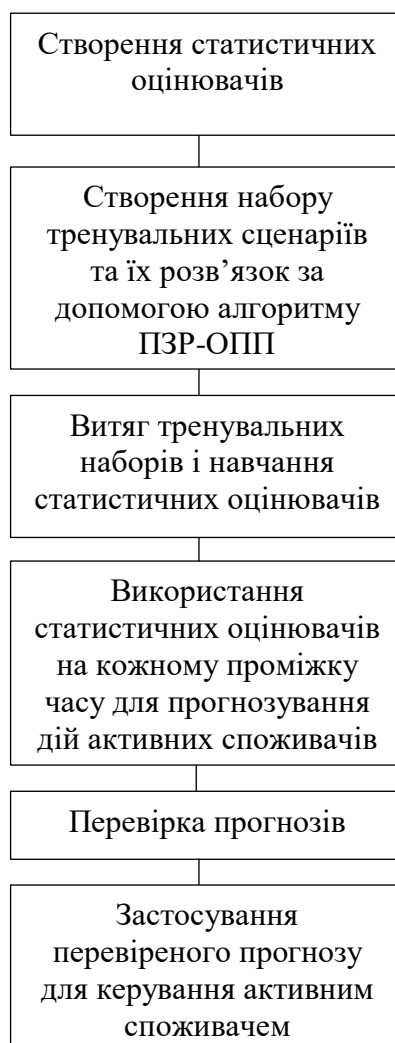 Створення статистичних
оцінювачів
Створення набору
тренувальних сценаріїв
та їх розв’язок за
допомогою алгоритму
ПЗР-ОПП
Витяг тренувальних
наборів і навчання
статистичних оцінювачів
Використання
статистичних оцінювачів
на кожному проміжку
часу для прогнозування
дій активних споживачів
Перевірка прогнозів
Застосування
перевіреного прогнозу
для керування активним
споживачем